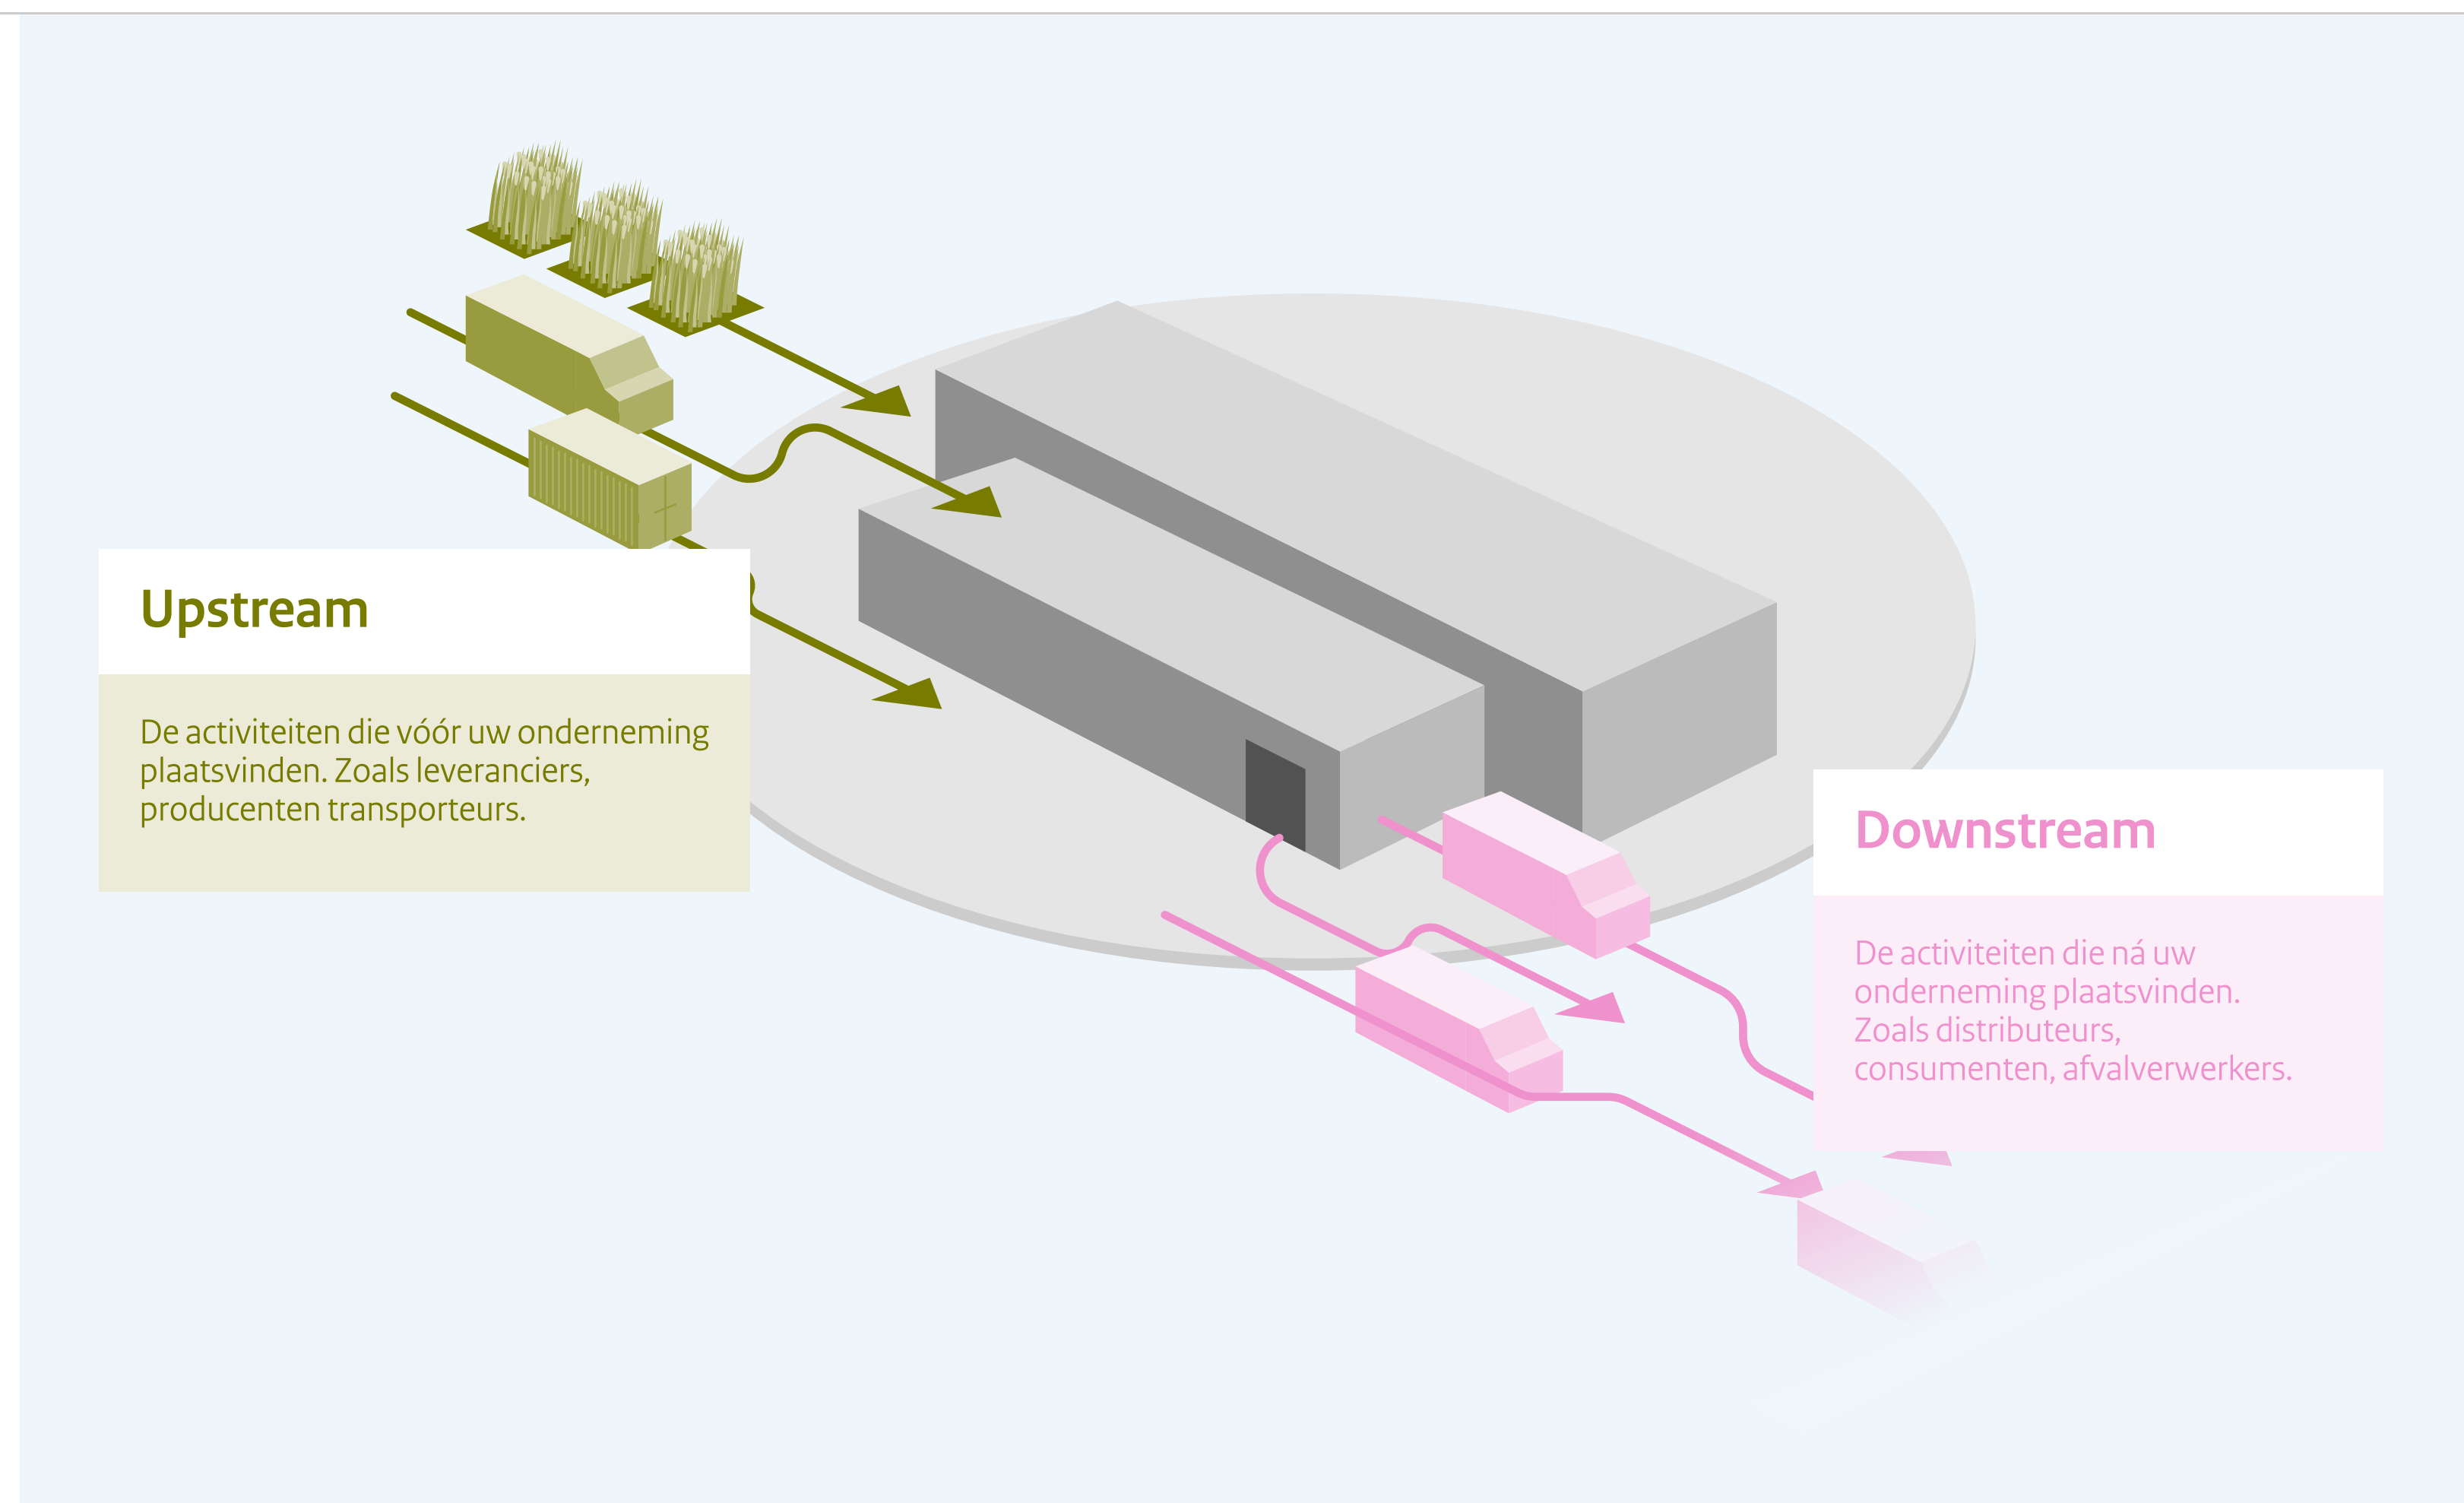 Upstream
De activiteiten die vóór uw onderneming
plaatsvinden. Zoals leveranciers,
producenten transporteurs.
Downstream
De activiteiten die ná uw
onderneming plaatsvinden.
Zoals distributeurs,
consumenten, afvalverwerkers.